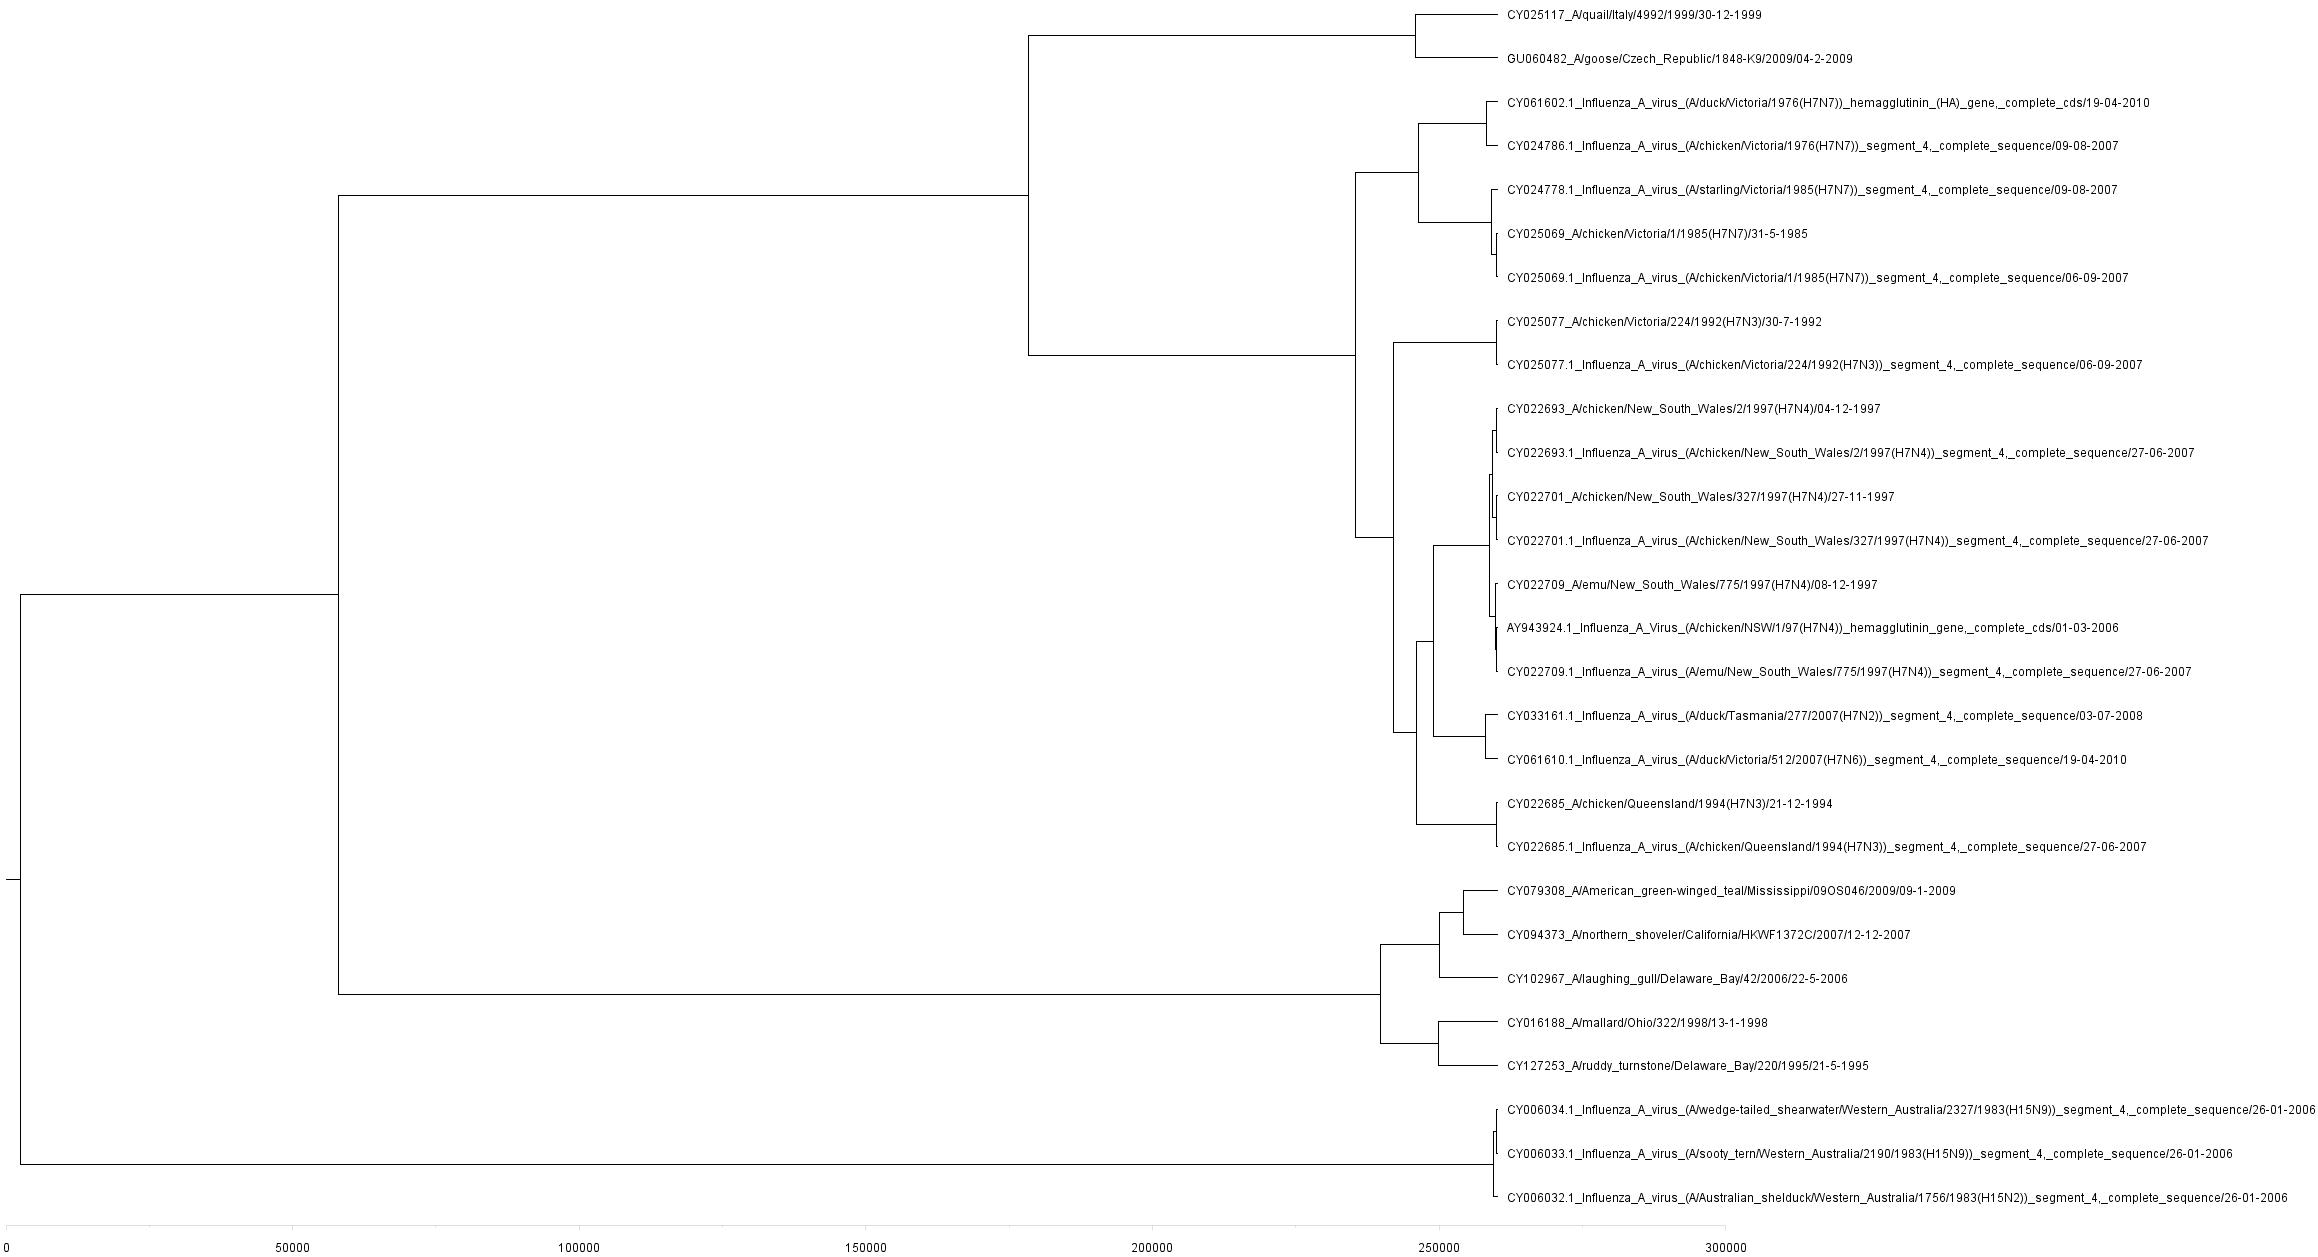 CY025117_A/quail/Italy/4992/1999/30-12-1999
GU060482_A/goose/Czech_Republic/1848-K9/2009/04-2-2009
CY061602.1_Influenza_A_virus_(A/duck/Victoria/1976(H7N7))_hemagglutinin_(HA)_gene,_complete_cds/19-04-2010
CY024786.1_Influenza_A_virus_(A/chicken/Victoria/1976(H7N7))_segment_4,_complete_sequence/09-08-2007
CY024778.1_Influenza_A_virus_(A/starling/Victoria/1985(H7N7))_segment_4,_complete_sequence/09-08-2007
CY025069_A/chicken/Victoria/1/1985(H7N7)/31-5-1985
CY025069.1_Influenza_A_virus_(A/chicken/Victoria/1/1985(H7N7))_segment_4,_complete_sequence/06-09-2007
CY025077_A/chicken/Victoria/224/1992(H7N3)/30-7-1992
CY025077.1_Influenza_A_virus_(A/chicken/Victoria/224/1992(H7N3))_segment_4,_complete_sequence/06-09-2007
CY022693_A/chicken/New_South_Wales/2/1997(H7N4)/04-12-1997
CY022693.1_Influenza_A_virus_(A/chicken/New_South_Wales/2/1997(H7N4))_segment_4,_complete_sequence/27-06-2007
CY022701_A/chicken/New_South_Wales/327/1997(H7N4)/27-11-1997
CY022701.1_Influenza_A_virus_(A/chicken/New_South_Wales/327/1997(H7N4))_segment_4,_complete_sequence/27-06-2007
CY022709_A/emu/New_South_Wales/775/1997(H7N4)/08-12-1997
AY943924.1_Influenza_A_Virus_(A/chicken/NSW/1/97(H7N4))_hemagglutinin_gene,_complete_cds/01-03-2006
CY022709.1_Influenza_A_virus_(A/emu/New_South_Wales/775/1997(H7N4))_segment_4,_complete_sequence/27-06-2007
CY033161.1_Influenza_A_virus_(A/duck/Tasmania/277/2007(H7N2))_segment_4,_complete_sequence/03-07-2008
CY061610.1_Influenza_A_virus_(A/duck/Victoria/512/2007(H7N6))_segment_4,_complete_sequence/19-04-2010
CY022685_A/chicken/Queensland/1994(H7N3)/21-12-1994
CY022685.1_Influenza_A_virus_(A/chicken/Queensland/1994(H7N3))_segment_4,_complete_sequence/27-06-2007
CY079308_A/American_green-winged_teal/Mississippi/09OS046/2009/09-1-2009
CY094373_A/northern_shoveler/California/HKWF1372C/2007/12-12-2007
CY102967_A/laughing_gull/Delaware_Bay/42/2006/22-5-2006
CY016188_A/mallard/Ohio/322/1998/13-1-1998
CY127253_A/ruddy_turnstone/Delaware_Bay/220/1995/21-5-1995
CY006034.1_Influenza_A_virus_(A/wedge-tailed_shearwater/Western_Australia/2327/1983(H15N9))_segment_4,_complete_sequence/26-01-2006
CY006033.1_Influenza_A_virus_(A/sooty_tern/Western_Australia/2190/1983(H15N9))_segment_4,_complete_sequence/26-01-2006
CY006032.1_Influenza_A_virus_(A/Australian_shelduck/Western_Australia/1756/1983(H15N2))_segment_4,_complete_sequence/26-01-2006
0 50000 100000 150000 200000 250000 300000